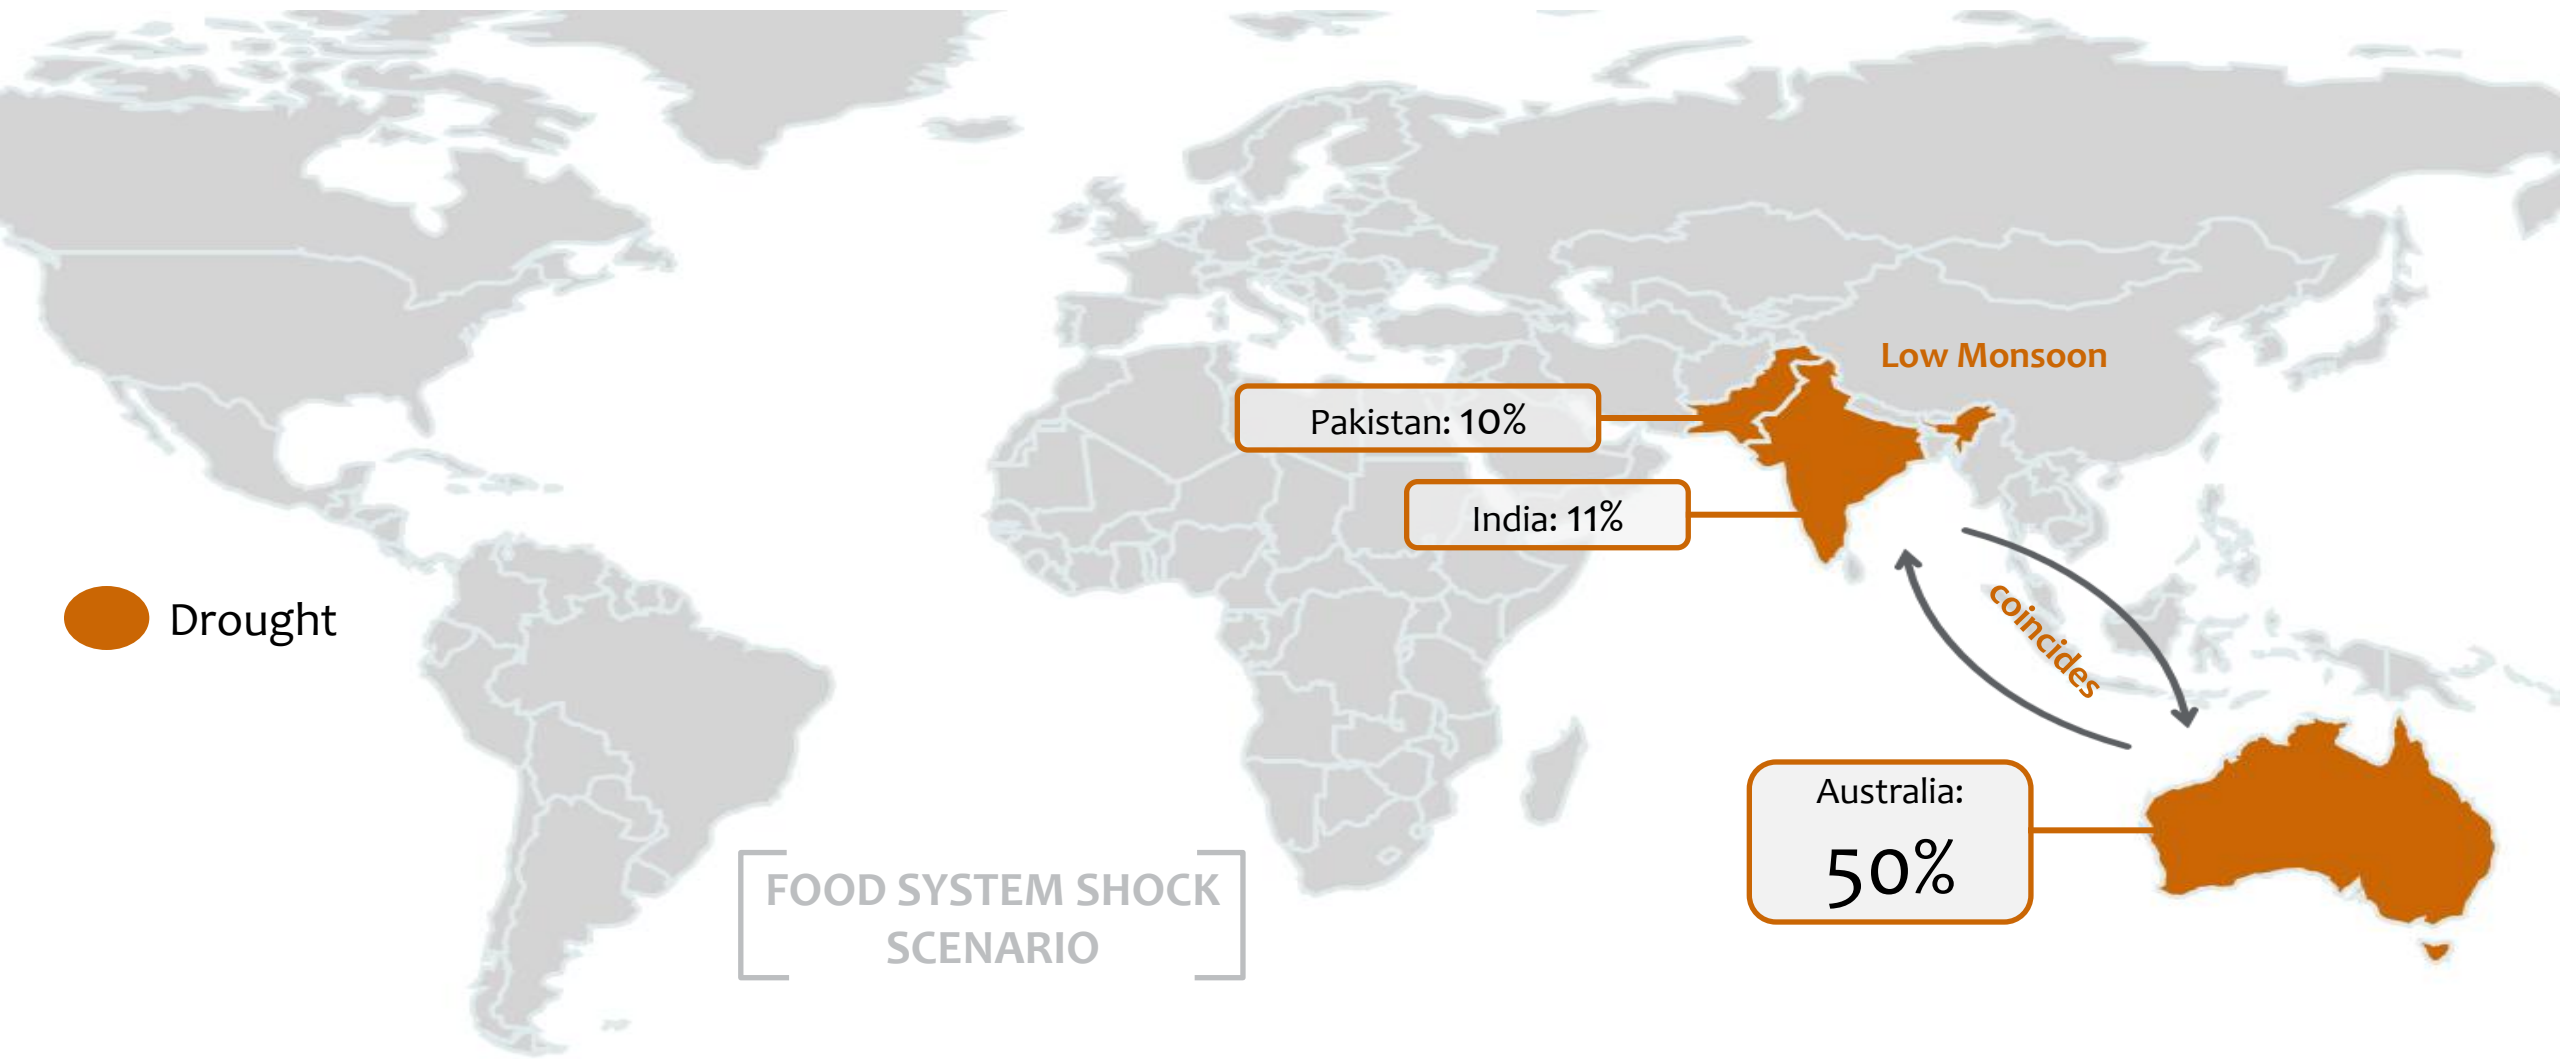 Low Monsoon
Pakistan: 10%
India: 11%
coincides
Drought
Australia:
50%
FOOD SYSTEM SHOCK
SCENARIO